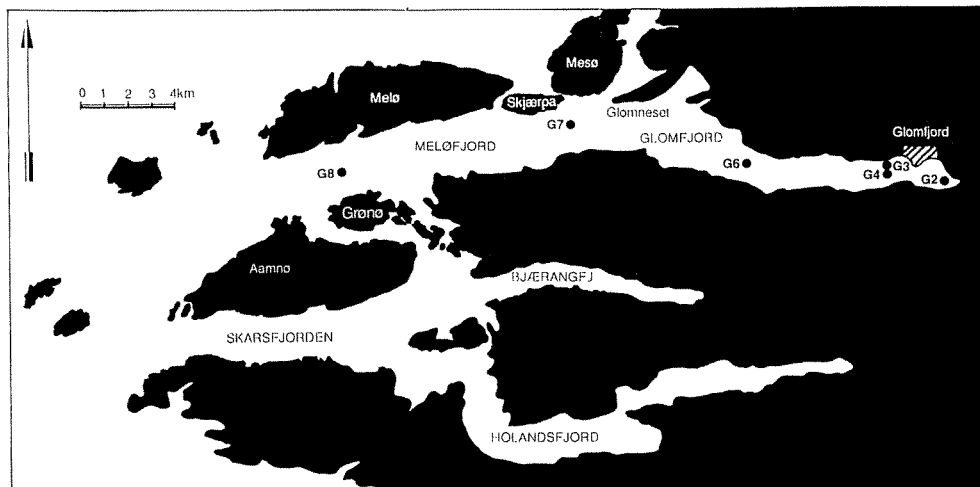 Mesø
0 1 2 3 4km
Melø
Skjærpa
Glomneset
G7
GLOMFJORD
Glomfjord
MELØFJORD
G6
G3
G8
G4
G2
Grønø
Aamnø
BJÆRANGFJ
SKARSFJORDEN
HOLANDSFJORD